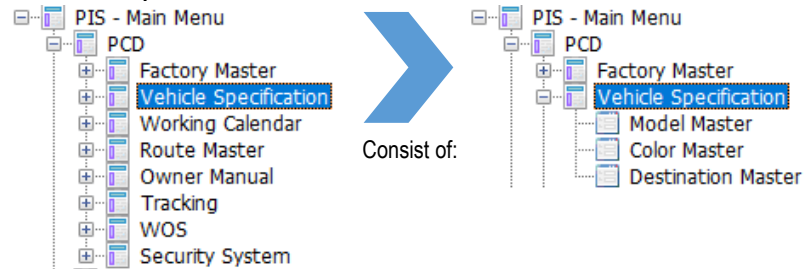 PIS - Main Menu
PCD
Factory Master
Vehicle Specification
Working Calendar
Route Master
Owner Manual
Tracking
WOS
Security System
Consist of:
PIS - Main Menu
PCD
Factory Master
Vehicle Specification
Model Master
Color Master
Destination Master